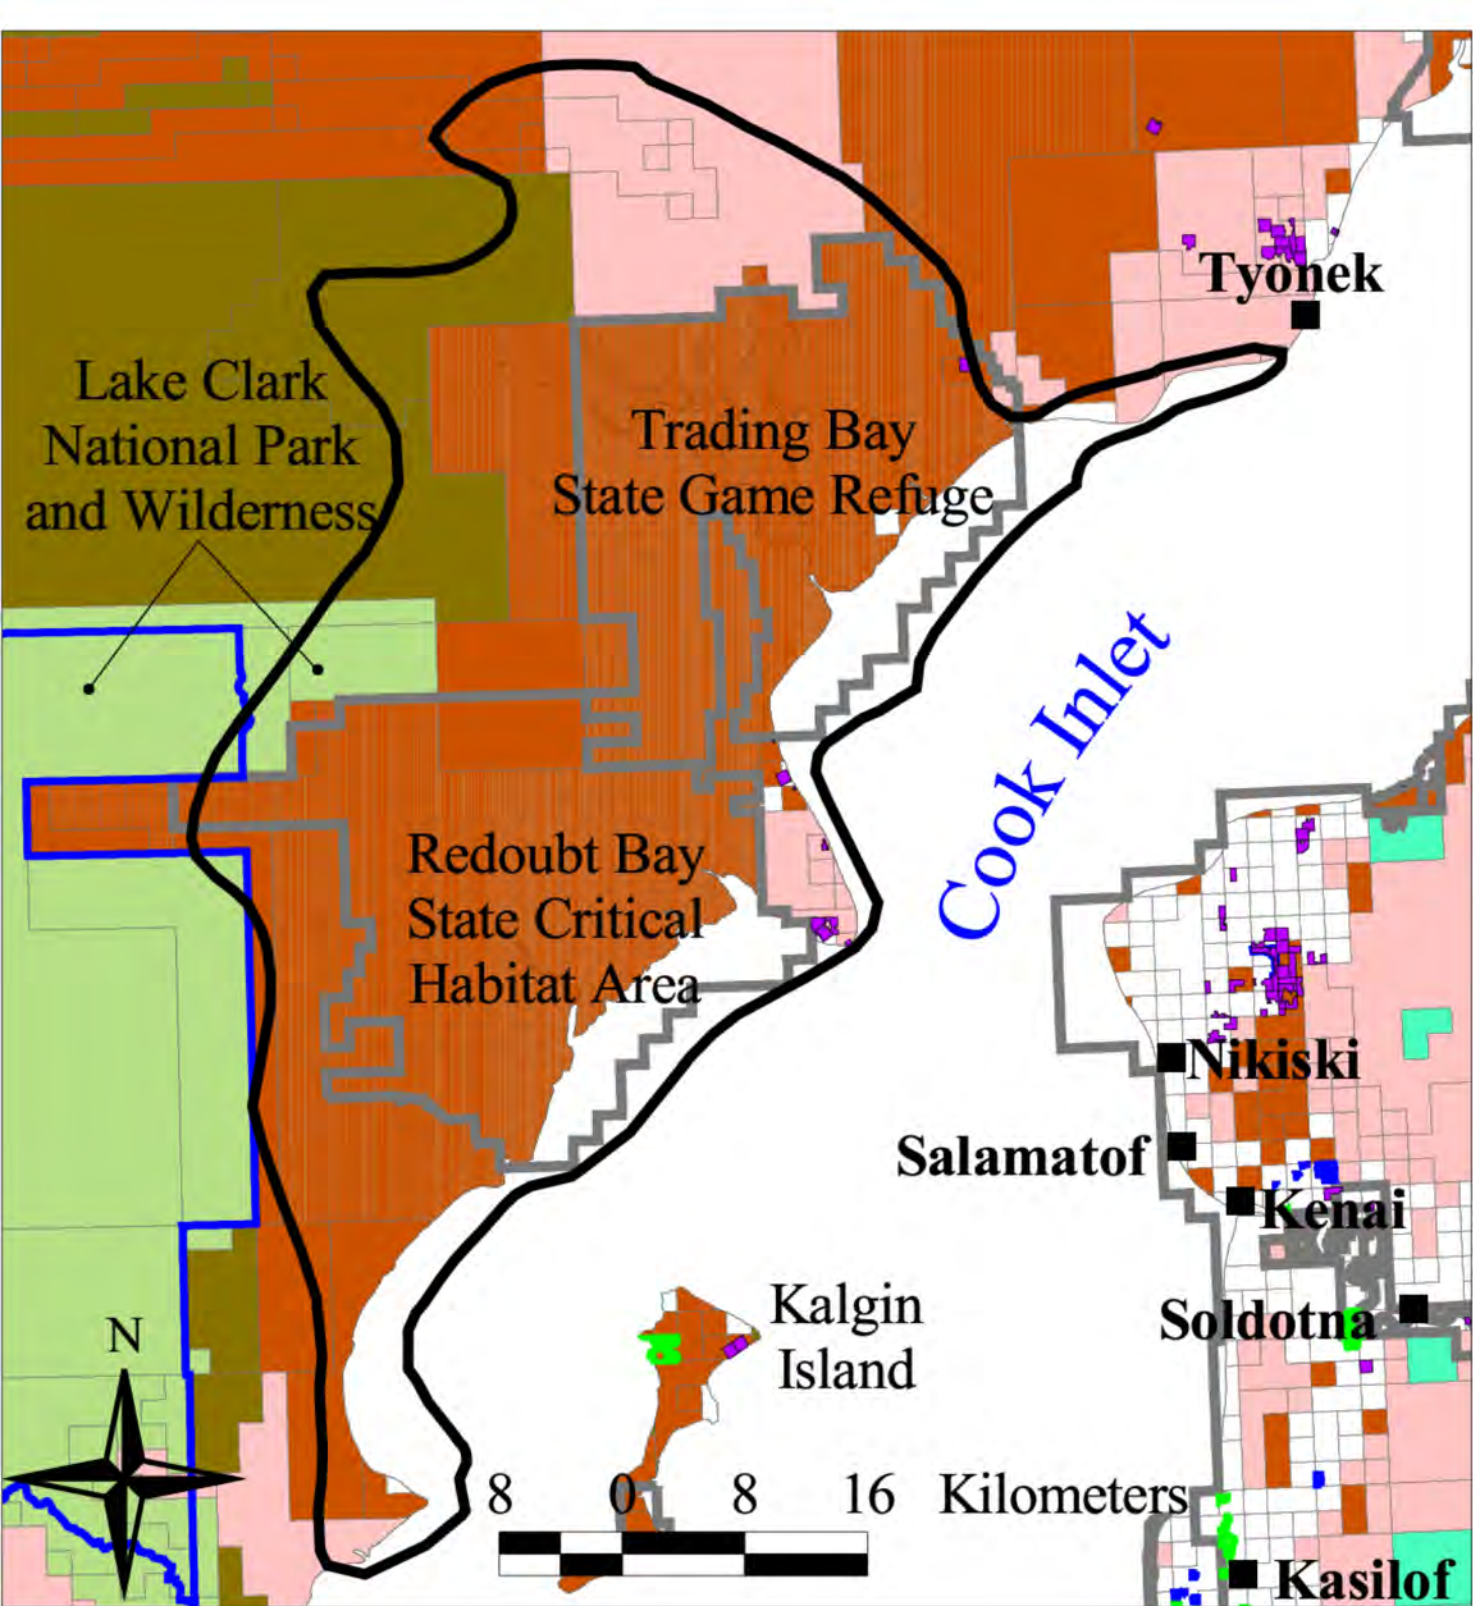 Tyonek
Lake Clark
National Park
and Wilderness
Trading Bay
State Game Refuge
Cook Inlet
Redoubt Bay
State Critical
Habitat Area
Nikiski
Salamatof
Kenai
Kalgin
Island
Soldotna
N
8 0 8 16 Kilometers
Kasilof